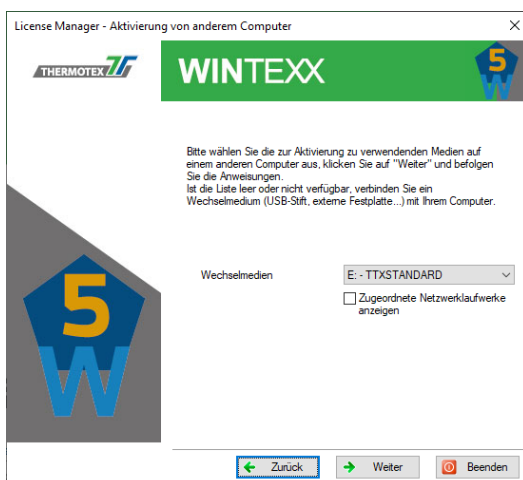 License Manager - Aktivierung von anderem Computer
THERMOTEX
WINTEXX
5
W
Bitte wählen Sie die zur Aktivierung zu verwendenden Medien auf
einem anderen Computer aus, klicken Sie auf "Weiter" und befolgen
Sie die Anweisungen.
Ist die Liste leer oder nicht verfügbar, verbinden Sie ein
Wechselmedium (USB-Stift, externe Festplatte...) mit Ihrem Computer.
Wechselmedien
E: - TTXSTANDARD
Zugeordnete Netzwerklaufwerke
anzeigen
5
W
Zurück
Weiter
Beenden